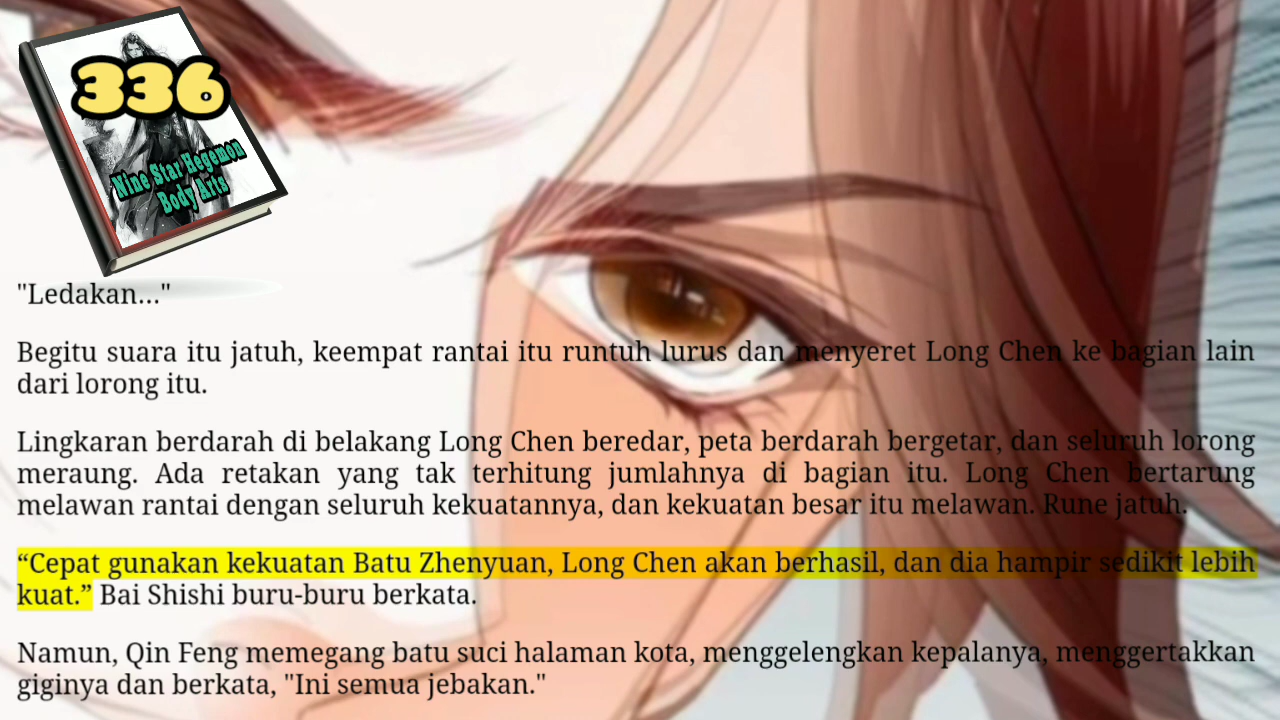 336
Nine Star Hegemon
Body Arts
"Ledakan..."
Begitu suara itu jatuh, keempat rantai itu runtuh lurus dan menyeret Long Chen ke bagian lain
dari lorong itu.
Lingkaran berdarah di belakang Long Chen beredar, peta berdarah bergetar, dan seluruh lorong
meraung. Ada retakan yang tak terhitung jumlahnya di bagian itu. Long Chen bertarung
melawan rantai dengan seluruh kekuatannya, dan kekuatan besar itu melawan. Rune jatuh.
“Cepat gunakan kekuatan Batu Zhenyuan, Long Chen akan berhasil, dan dia hampir sedikit lebih
kuat.” Bai Shishi buru-buru berkata.
Namun, Qin Feng memegang batu suci halaman kota, menggelengkan kepalanya, menggertakkan
giginya dan berkata, "Ini semua jebakan."